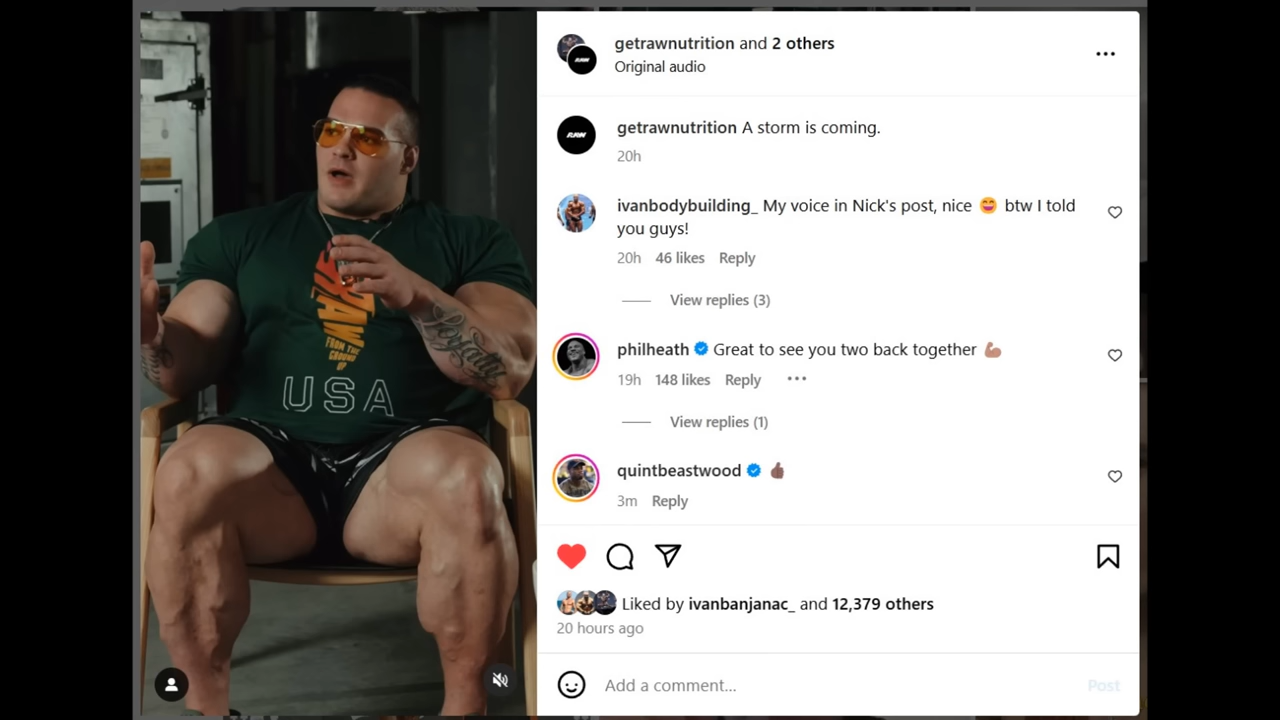 getrawnutrition and 2 others
Original audio
RAW
getrawnutrition A storm is coming.
20h
ivanbodybuilding_ My voice in Nick's post, nice 😄 btw I told
you guys!
20h 46 likes Reply
View replies (3)
philheath Great to see you two back together 💪🏽
19h 148 likes Reply
View replies (1)
quintbeastwood 👍🏿
3m Reply
Liked by ivanbanjanac_ and 12,379 others
20 hours ago
Add a comment...
Post
RAW
FROM THE
GROUND
UP
USA
Loyalty